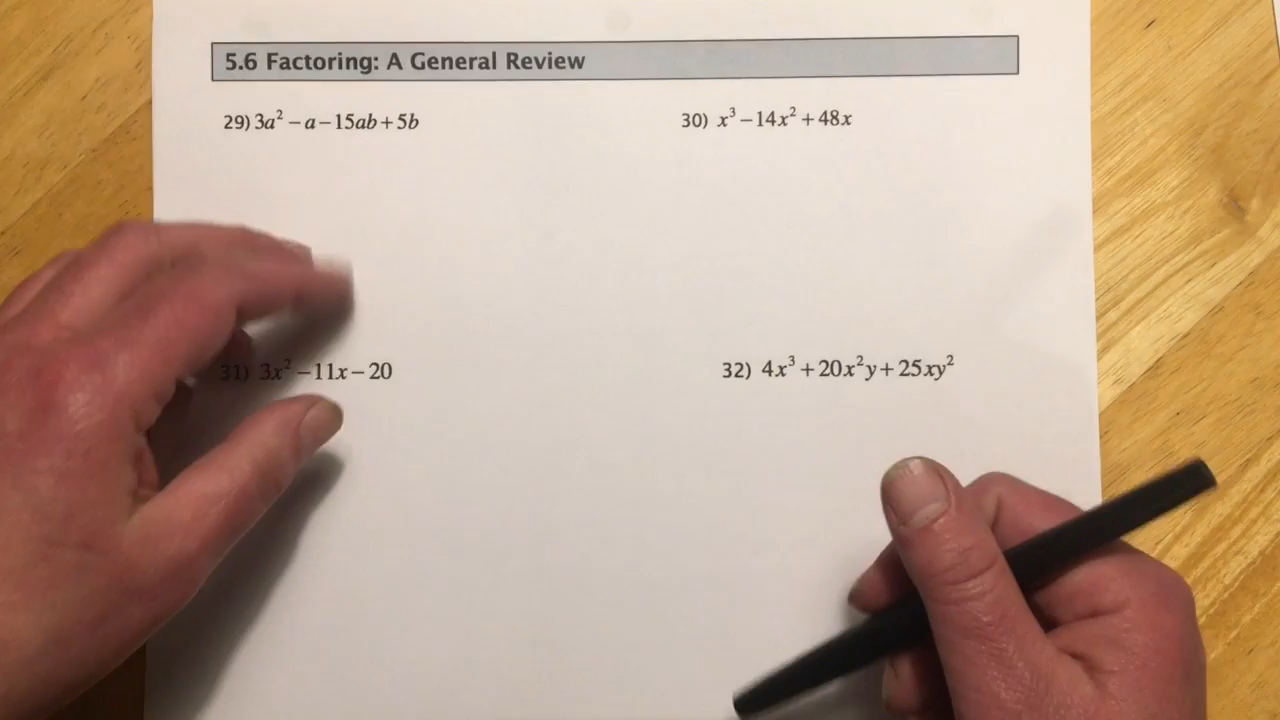 5.6 Factoring: A General Review
29) 3a² – a – 15ab + 5b
30) x³ – 14x² + 48x
31) 3x² – 11x – 20
32) 4x³ + 20x²y + 25xy²